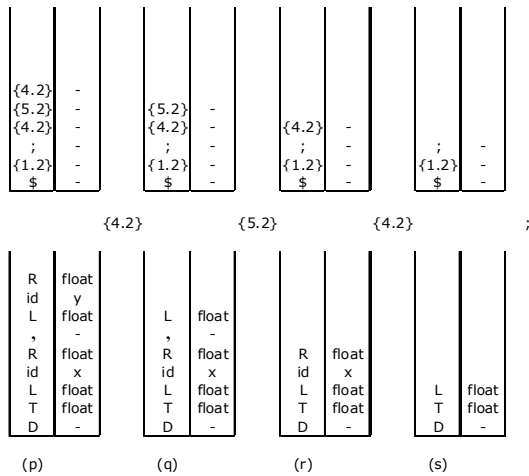 {4.2} -
{5.2} - {5.2} -
{4.2} - {4.2} - {4.2} -
; - ; - ; - ; -
{1.2} - {1.2} - {1.2} - {1.2} -
$ - $ - $ - $ -
{4.2} {5.2} {4.2} ;
R float
id y
L float L float
, - , -
R float R float R float
id x id x id x
L float L float L float L float
T float T float T float T float
D - D - D - D -
(p) (q) (r) (s)